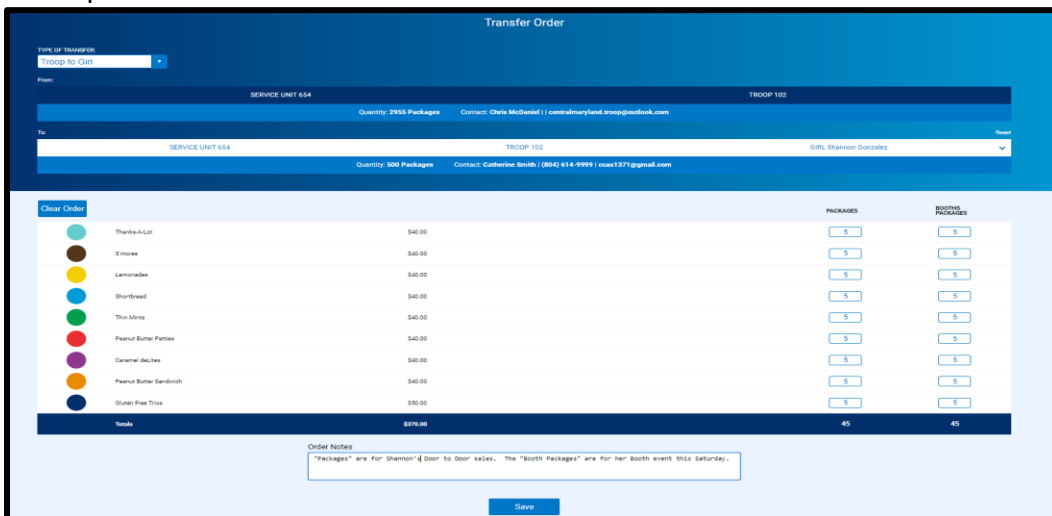 Transfer Order
TYPE OF TRANSFER:
Troop to Girl
From:
SERVICE UNIT 654 TROOP 102
Quantity: 2955 Packages Contact: Chris McDaniel | | centralmaryland.troop@outlook.com
To: Reset
SERVICE UNIT 654 TROOP 102 GIRL Shannon Gonzalez
Quantity: 500 Packages Contact: Catherine Smith | (804) 614-9999 | ccas1371@gmail.com
Clear Order PACKAGES BOOTHS PACKAGES
Thanks-A-Lot $40.00 5 5
S'mores $40.00 5 5
Lemonades $40.00 5 5
Shortbread $40.00 5 5
Thin Mints $40.00 5 5
Peanut Butter Patties $40.00 5 5
Caramel deLites $40.00 5 5
Peanut Butter Sandwich $40.00 5 5
Gluten Free Trios $50.00 5 5
Totals $370.00 45 45
Order Notes
"Packages" are for Shannon's Door to Door sales. The "Booth Packages" are for her Booth event this Saturday.
Save